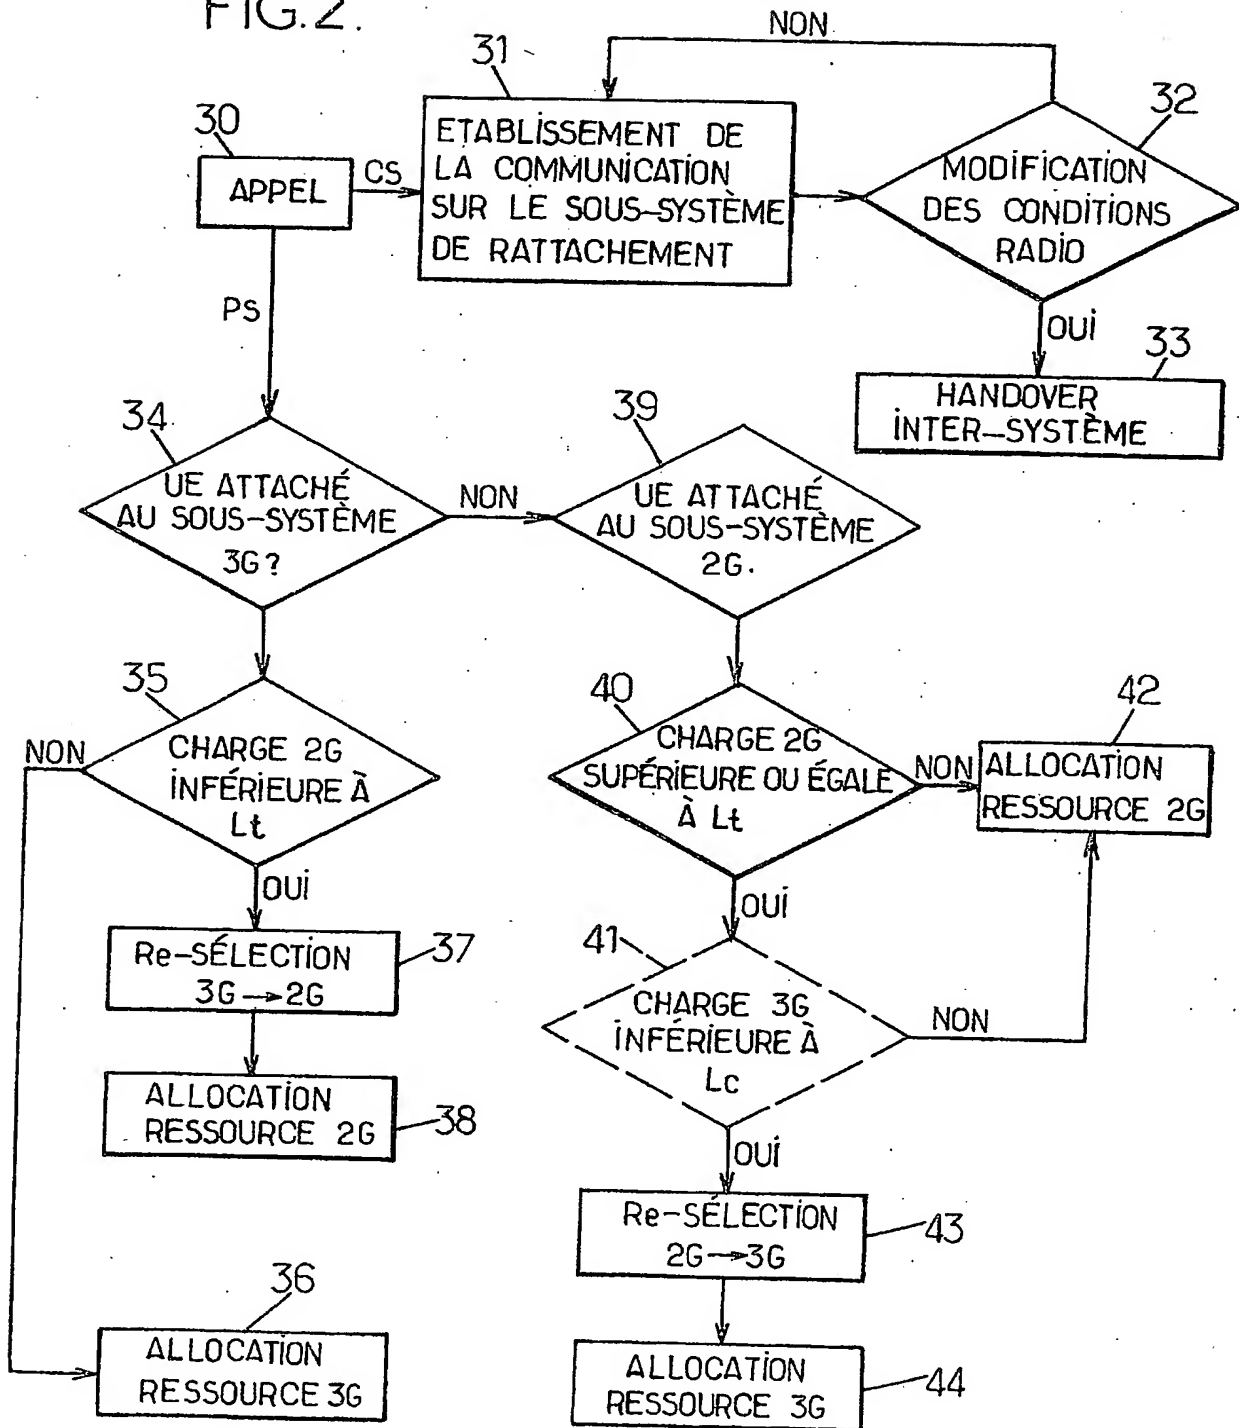 FIG.2.
NON
31
32
30
APPEL
CS
ETABLISSEMENT DE
LA COMMUNICATION
SUR LE SOUS-SYSTÈME
DE RATTACHEMENT
MODIFICATION
DES CONDITIONS
RADIO
PS
OUI
33
HANDOVER
INTER-SYSTÈME
34
UE ATTACHÉ
AU SOUS-SYSTÈME
3G?
NON
39
UE ATTACHÉ
AU SOUS-SYSTÈME
2G.
35
NON
CHARGE 2G
INFÉRIEURE À
Lt
OUI
40
CHARGE 2G
SUPÉRIEURE OU ÉGALE
À Lt
NON
42
ALLOCATION
RESSOURCE 2G
OUI
Re-SÉLECTION
3G→2G
37
41
CHARGE 3G
INFÉRIEURE À
Lc
NON
ALLOCATION
RESSOURCE 2G
38
OUI
Re-SÉLECTION
2G→3G
43
36
ALLOCATION
RESSOURCE 3G
ALLOCATION
RESSOURCE 3G
44